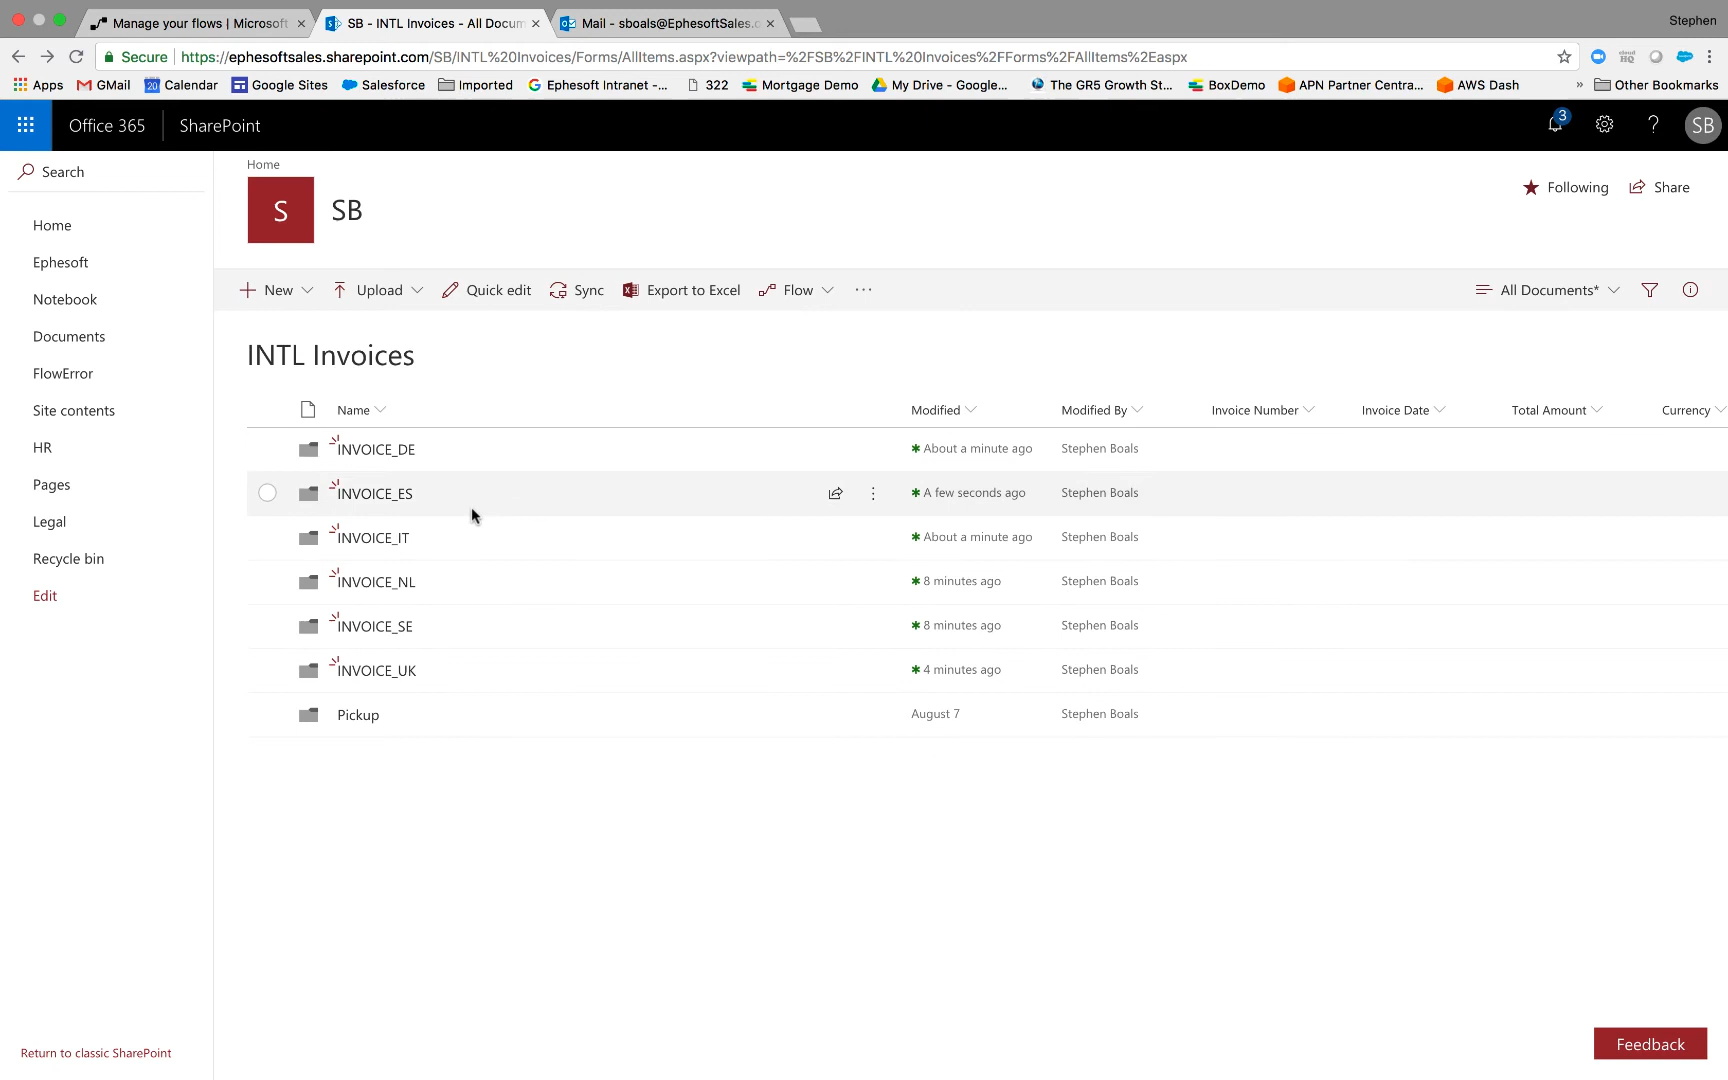 Manage your flows | Microsoft
SB - INTL Invoices - All Docum
Mail - sboals@EphesoftSales.c
Stephen
Secure
https://ephesoftsales.sharepoint.com/SB/INTL%20Invoices/Forms/AllItems.aspx?viewpath=%2FSB%2FINTL%20Invoices%2FForms%2FAllItems%2Easpx
Apps
GMail
20 Calendar
Google Sites
Salesforce
Imported
Ephesoft Intranet -...
322
Mortgage Demo
My Drive - Google...
The GR5 Growth St...
BoxDemo
APN Partner Centra...
AWS Dash
» Other Bookmarks
Office 365
SharePoint
3
?
SB
Search
Home
Ephesoft
Notebook
Documents
FlowError
Site contents
HR
Pages
Legal
Recycle bin
Edit
Return to classic SharePoint
Home
S
SB
Following
Share
New
Upload
Quick edit
Sync
Export to Excel
Flow
...
All Documents*
INTL Invoices
Name Modified Modified By Invoice Number Invoice Date Total Amount Currency
INVOICE_DE About a minute ago Stephen Boals
INVOICE_ES A few seconds ago Stephen Boals
INVOICE_IT About a minute ago Stephen Boals
INVOICE_NL 8 minutes ago Stephen Boals
INVOICE_SE 8 minutes ago Stephen Boals
INVOICE_UK 4 minutes ago Stephen Boals
Pickup August 7 Stephen Boals
Feedback